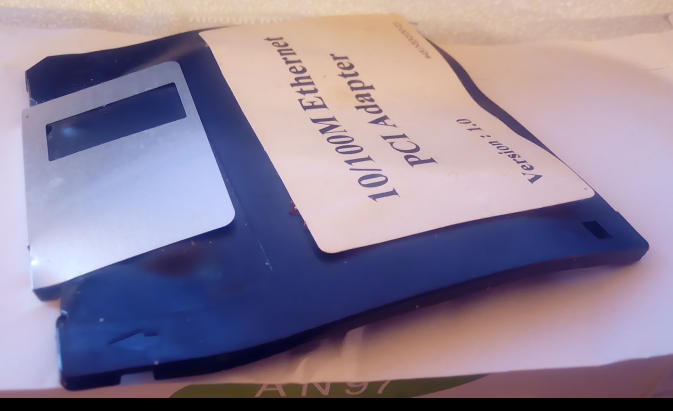 10/100M Ethernet
PCI Adapter
Version : 1.0
AN97